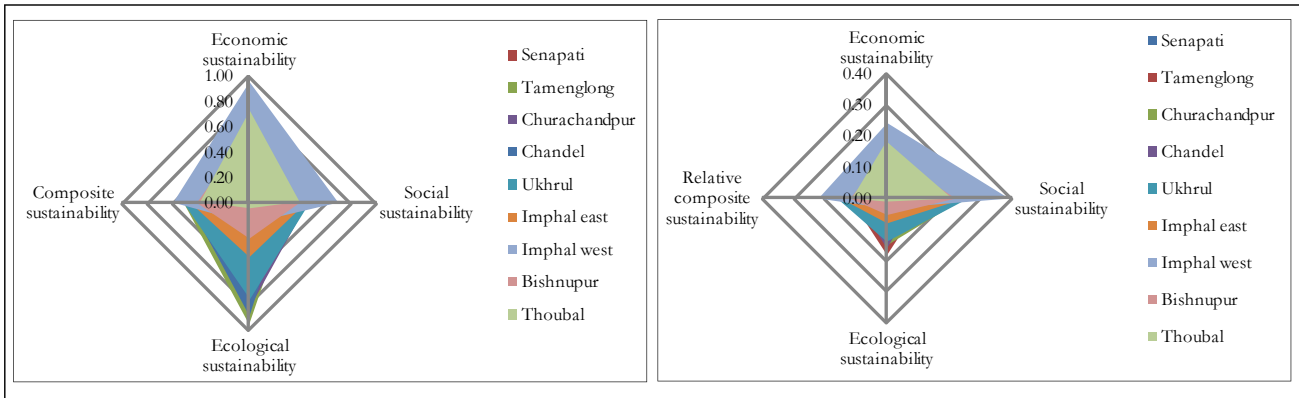 Economic
sustainability
1.00
0.80
0.60
0.40
0.20
0.00
Composite
sustainability
Social
sustainability
Ecological
sustainability
Senapati
Tamenglong
Churachandpur
Chandel
Ukhrul
Imphal east
Imphal west
Bishnupur
Thoubal
Economic
sustainability
0.40
0.30
0.20
0.10
0.00
Relative
composite
sustainability
Social
sustainability
Ecological
sustainability
Senapati
Tamenglong
Churachandpur
Chandel
Ukhrul
Imphal east
Imphal west
Bishnupur
Thoubal